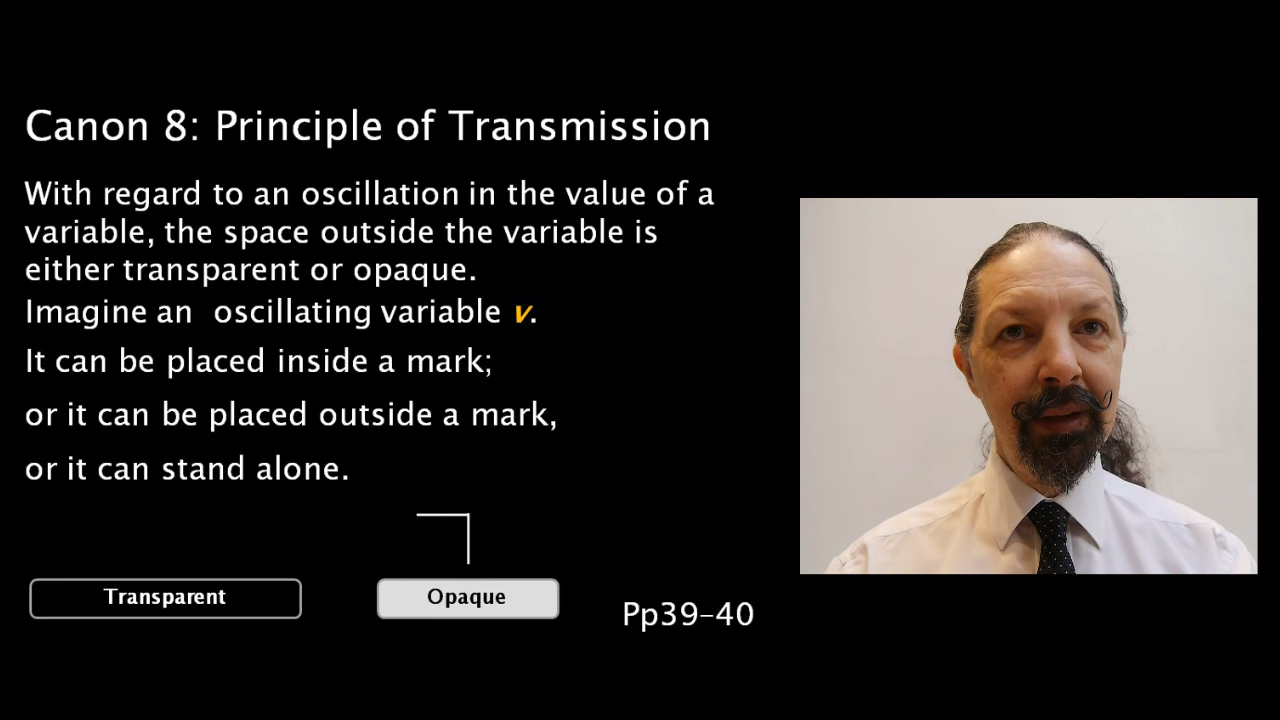 Canon 8: Principle of Transmission
With regard to an oscillation in the value of a
variable, the space outside the variable is
either transparent or opaque.
Imagine an  oscillating variable v.
It can be placed inside a mark;
or it can be placed outside a mark,
or it can stand alone.
Transparent
Opaque
Pp39–40